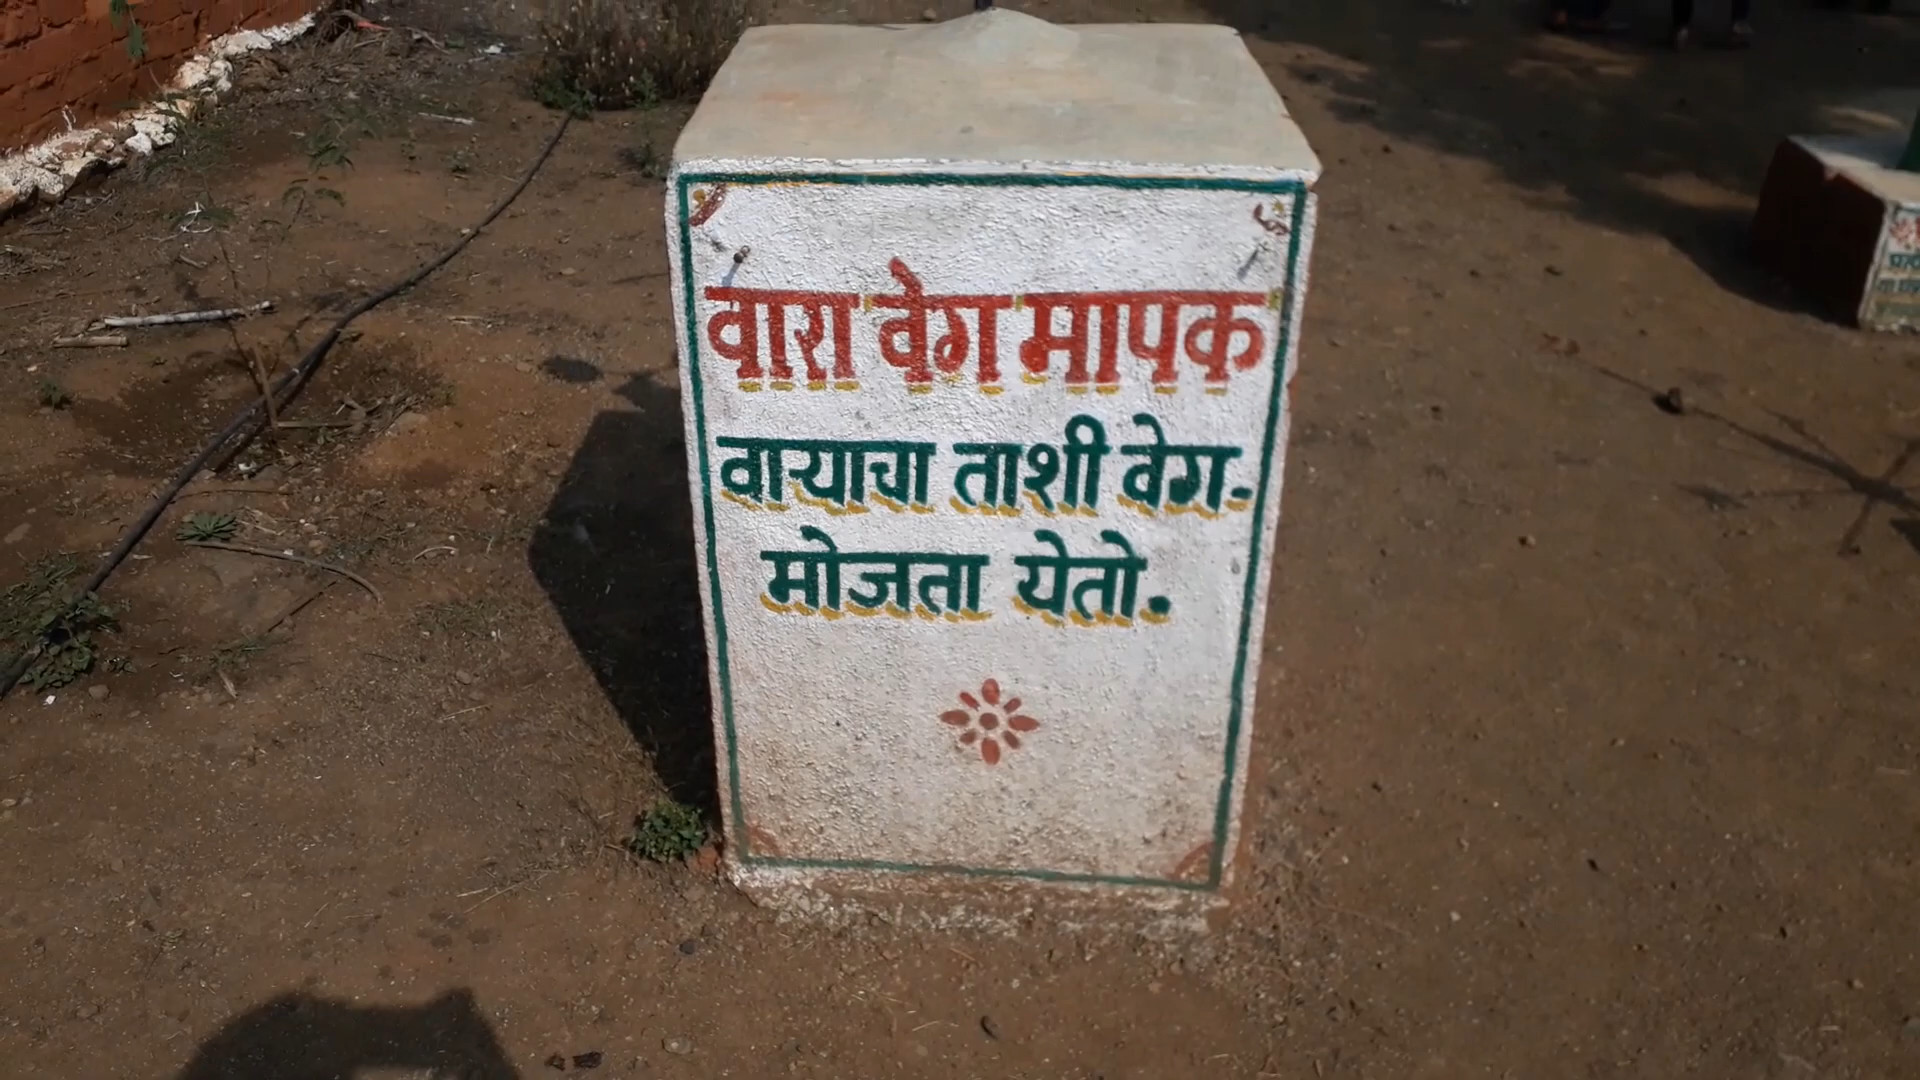 वारा वेग मापक
वाऱ्याचा ताशी वेग-
मोजता येतो.